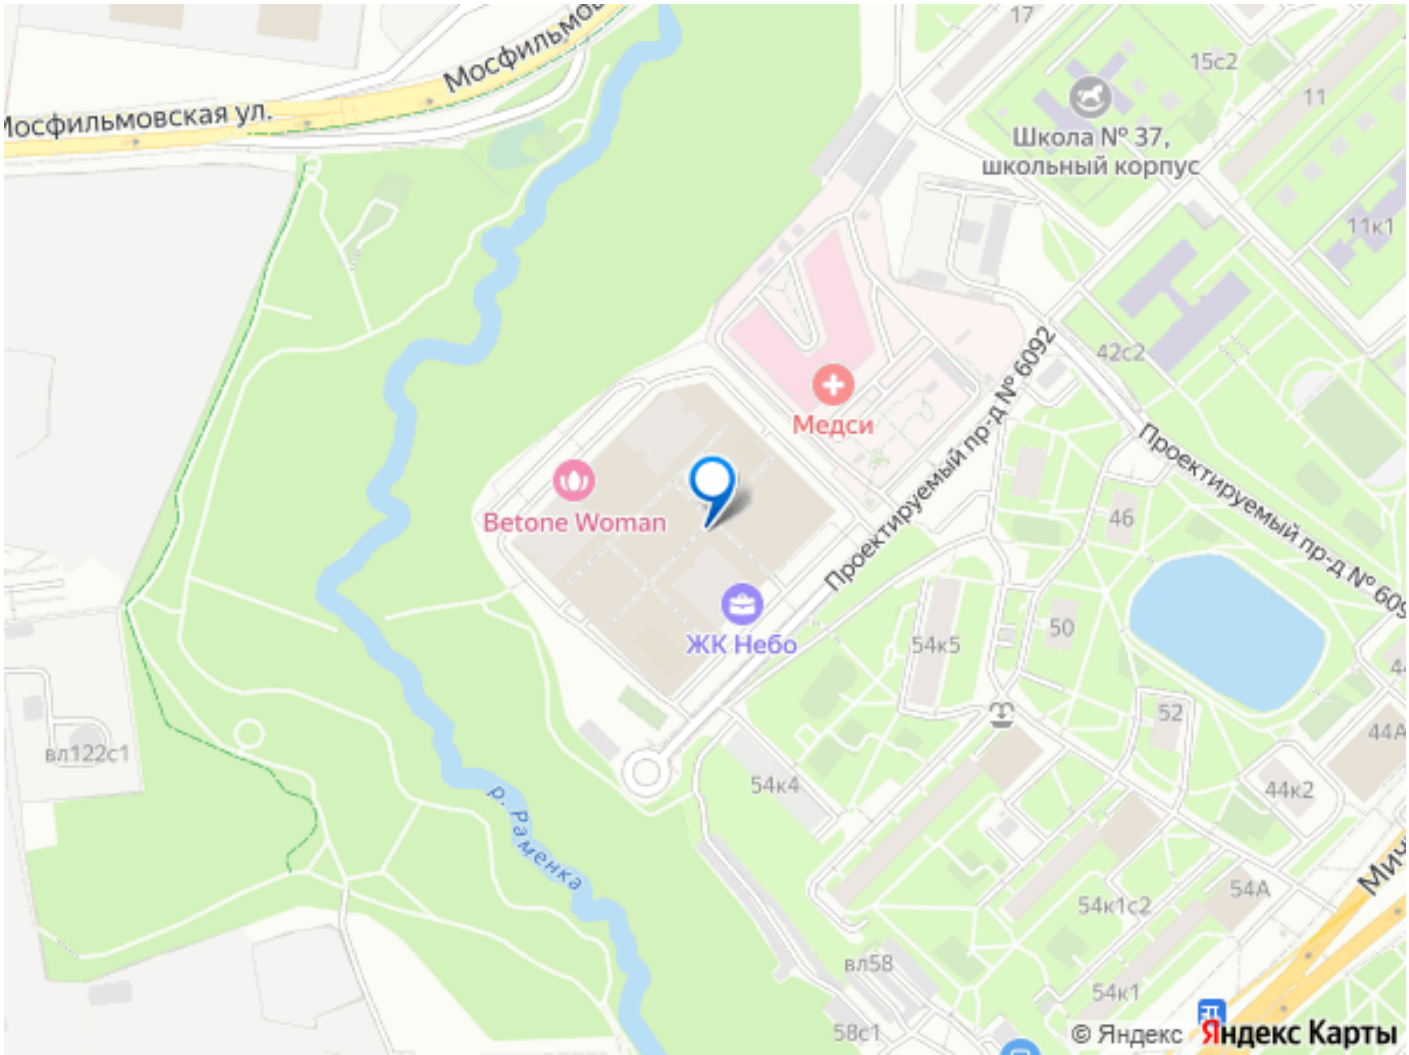 Мосфильмов
Мосфильмовская ул.
17
15с2
11
Школа № 37,
школьный корпус
11к1
42с2
Проектируемый пр-д № 6092
Медси
Проектируемый пр-д № 609
Betone Woman
46
ЖК Небо
54к5
50
52
44А
вл122с1
54к4
44к2
р. Раменка
Мич
54А
54к1с2
вл58
54к1
58с1
© Яндекс Яндекс Карты